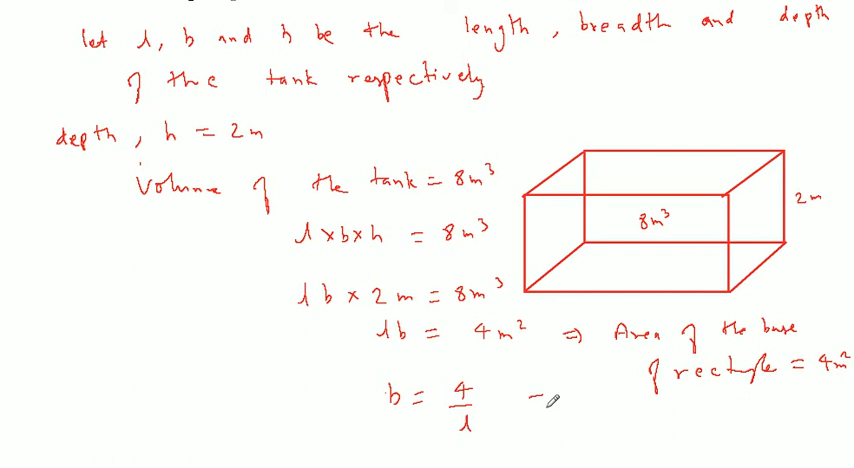 let l, b and h be the length, breadth and depth
of the tank respectively
depth, h = 2m
Volume of the tank = 8m³
l × b × h = 8m³
lb × 2m = 8m³
lb = 4m² ⇒ Area of the base
of rectangle = 4m²
b = 4/l
8m³
2m